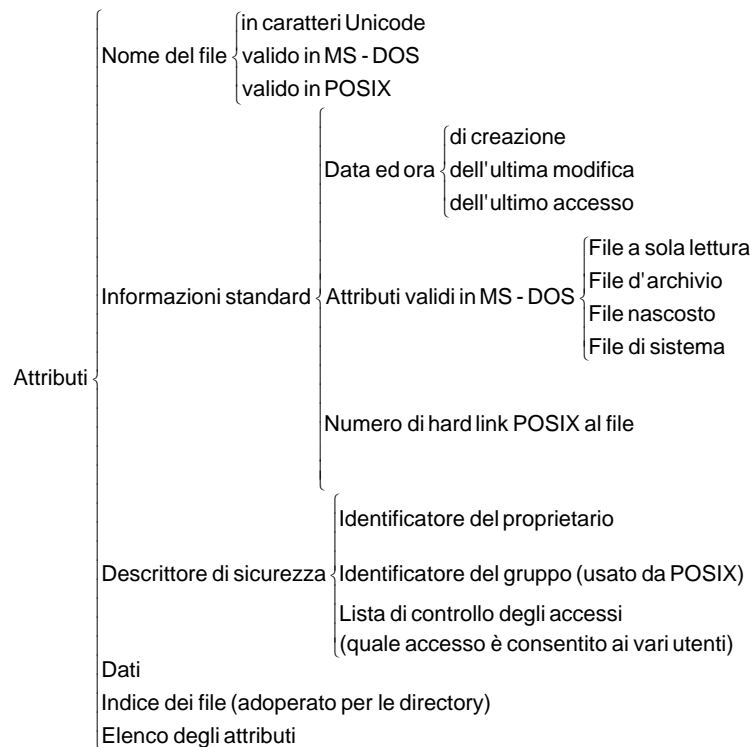 in caratteri Unicode
Nome del file
valido in MS - DOS
valido in POSIX
di creazione
Data ed ora
dell'ultima modifica
dell'ultimo accesso
File a sola lettura
File d'archivio
Informazioni standard
Attributi validi in MS - DOS
File nascosto
File di sistema
Attributi
Numero di hard link POSIX al file
Identificatore del proprietario
Descrittore di sicurezza
Identificatore del gruppo (usato da POSIX)
Lista di controllo degli accessi
(quale accesso è consentito ai vari utenti)
Dati
Indice dei file (adoperato per le directory)
Elenco degli attributi